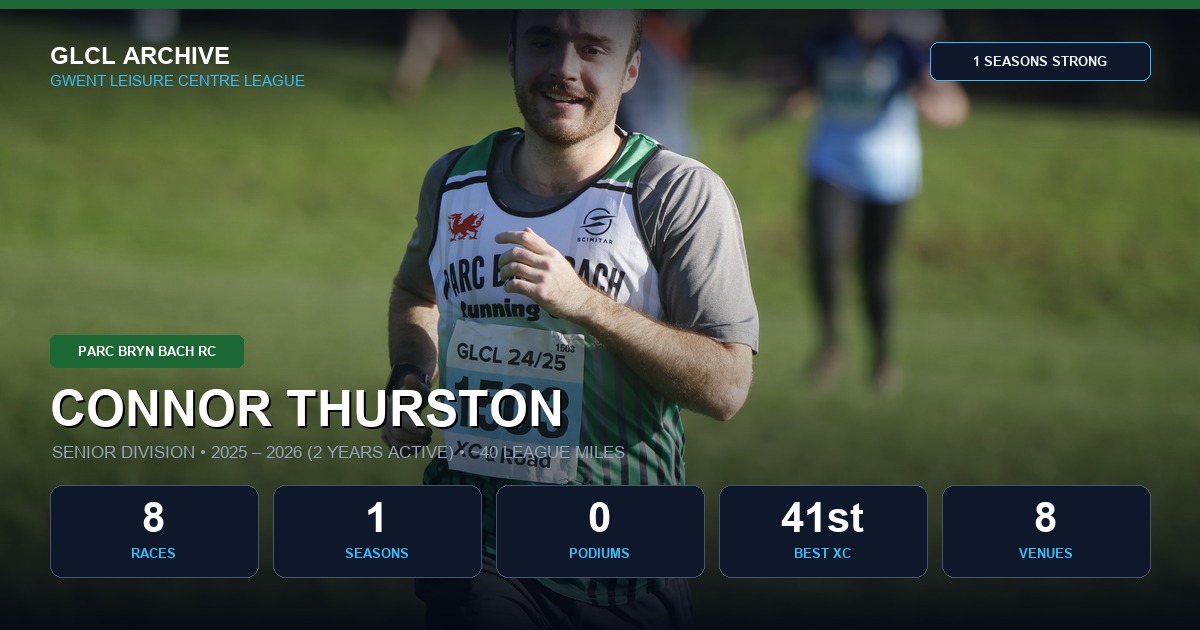 GLCL ARCHIVE
GWENT LEISURE CENTRE LEAGUE
1 SEASONS STRONG
SCIMITAR
PARC B ACH
Running
GLCL 24/25
1503
XC & Road
PARC BRYN BACH RC
CONNOR THURSTON
SENIOR DIVISION • 2025 – 2026 (2 YEARS ACTIVE) • ~40 LEAGUE MILES
8
RACES
1
SEASONS
0
PODIUMS
41st
BEST XC
8
VENUES